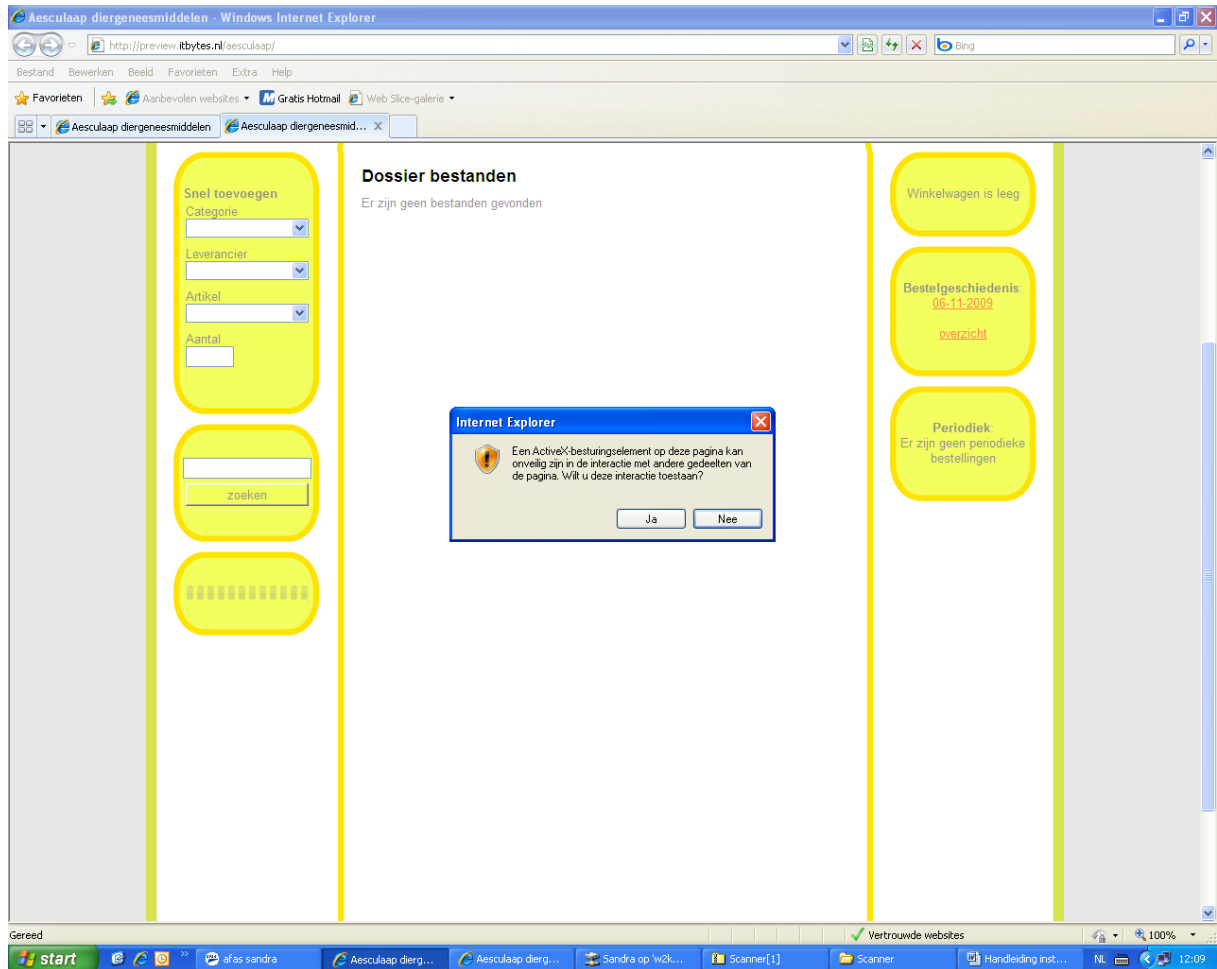 Aesculaap diergeneesmiddelen - Windows Internet Explorer
http://preview.itbytes.nl/aesculaap/
Bing
Bestand Bewerken Beeld Favorieten Extra Help
Favorieten Aanbevolen websites Gratis Hotmail Web Slice-galerie
Aesculaap diergeneesmiddelen Aesculaap diergeneesmid... X
Snel toevoegen
Categorie
Leverancier
Artikel
Aantal
zoeken
Dossier bestanden
Er zijn geen bestanden gevonden
Internet Explorer
Een ActiveX-besturingselement op deze pagina kan
onveilig zijn in de interactie met andere gedeelten van
de pagina. Wilt u deze interactie toestaan?
Ja Nee
Winkelwagen is leeg
Bestelgeschiedenis:
06-11-2009
overzicht
Periodiek:
Er zijn geen periodieke
bestellingen
Gereed Vertrouwde websites 100%
start afas sandra Aesculaap dierg... Aesculaap dierg... Sandra op 'w2k... Scanner[1] Scanner Handleiding inst... NL 12:09